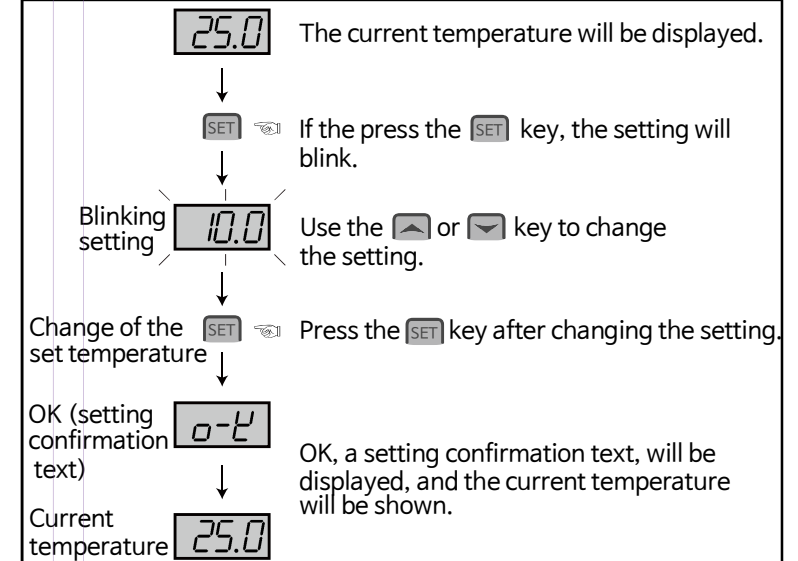 25.0 The current temperature will be displayed.
SET If the press the SET key, the setting will
blink.
Blinking
setting
10.0
Use the or key to change
the setting.
Change of the
set temperature
SET Press the SET key after changing the setting.
OK (setting
confirmation
text)
o-k
OK, a setting confirmation text, will be
displayed, and the current temperature
will be shown.
Current
temperature
25.0